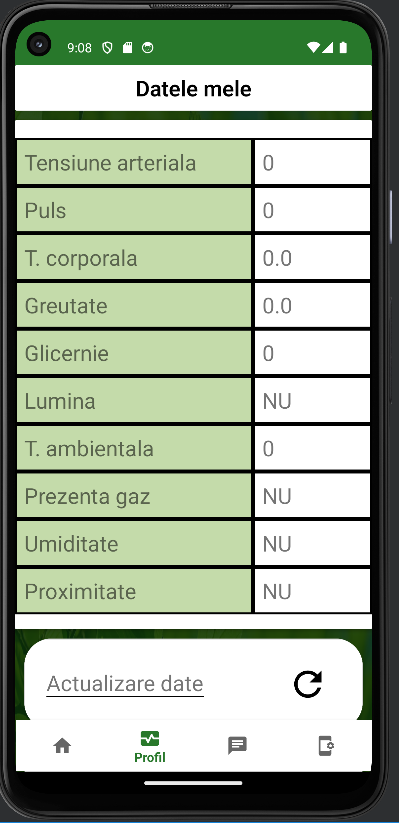 9:08
Datele mele
Tensiune arteriala 0
Puls 0
T. corporala 0.0
Greutate 0.0
Glicernie 0
Lumina NU
T. ambientala 0
Prezenta gaz NU
Umiditate NU
Proximitate NU
Actualizare date
Profil